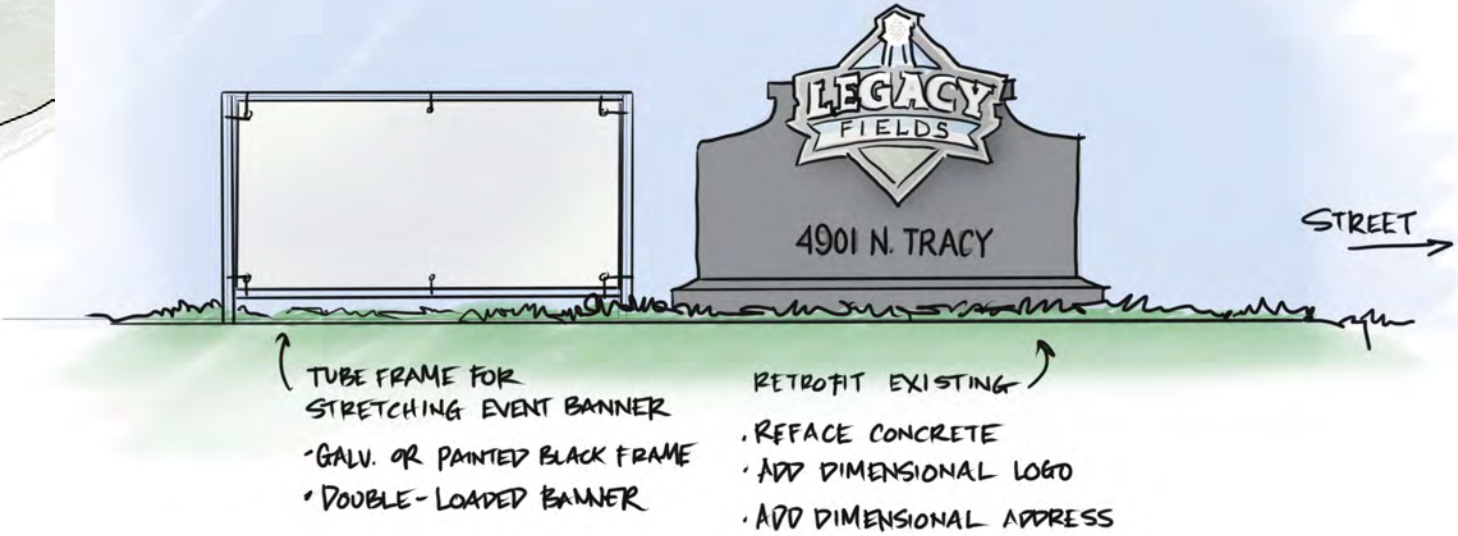 LEGACY
FIELDS
4901 N. TRACY
STREET
TUBE FRAME FOR
STRETCHING EVENT BANNER
• GALV. OR PAINTED BLACK FRAME
• DOUBLE-LOADED BANNER
RETROFIT EXISTING
• REFACE CONCRETE
• ADD DIMENSIONAL LOGO
• ADD DIMENSIONAL ADDRESS